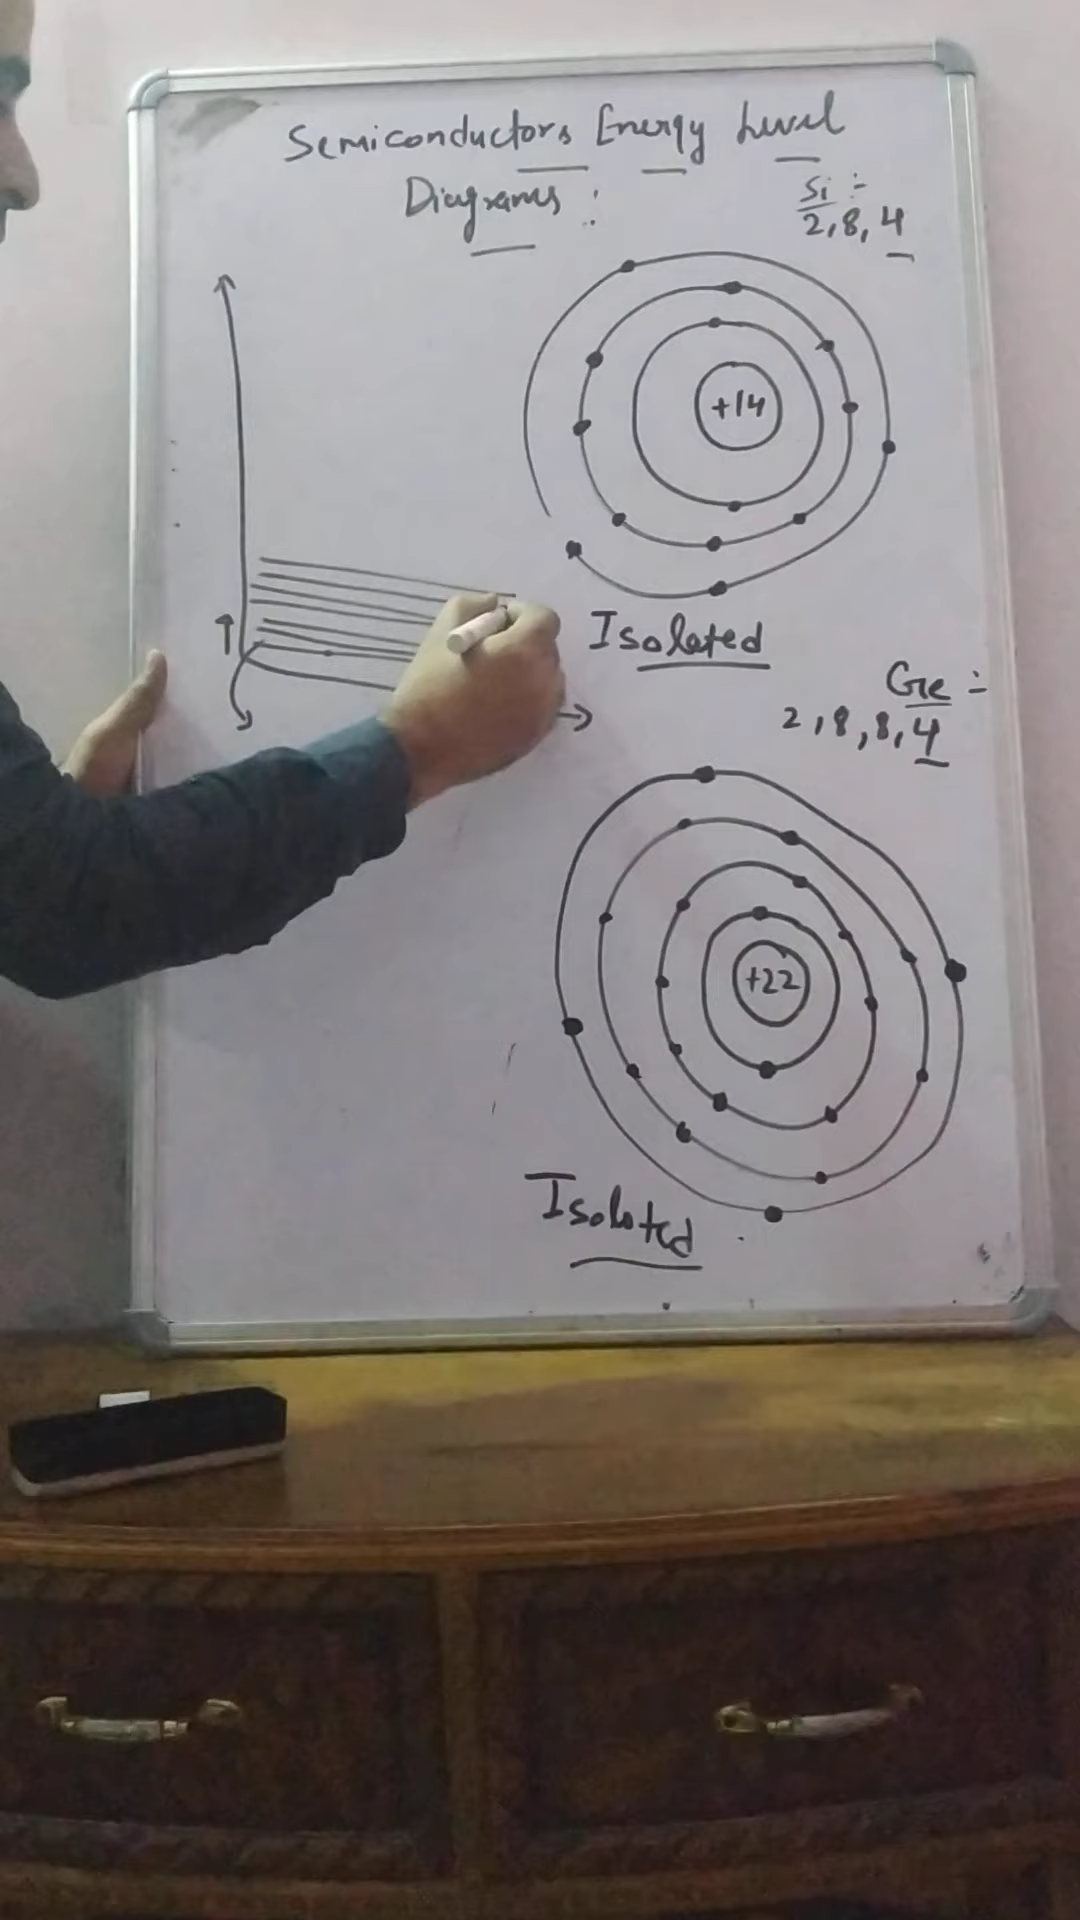 Semiconductors Energy Level
Diagrams :
Si :-
2,8,4
+14
Isolated
Ge :-
2,8,8,4
+22
Isolated